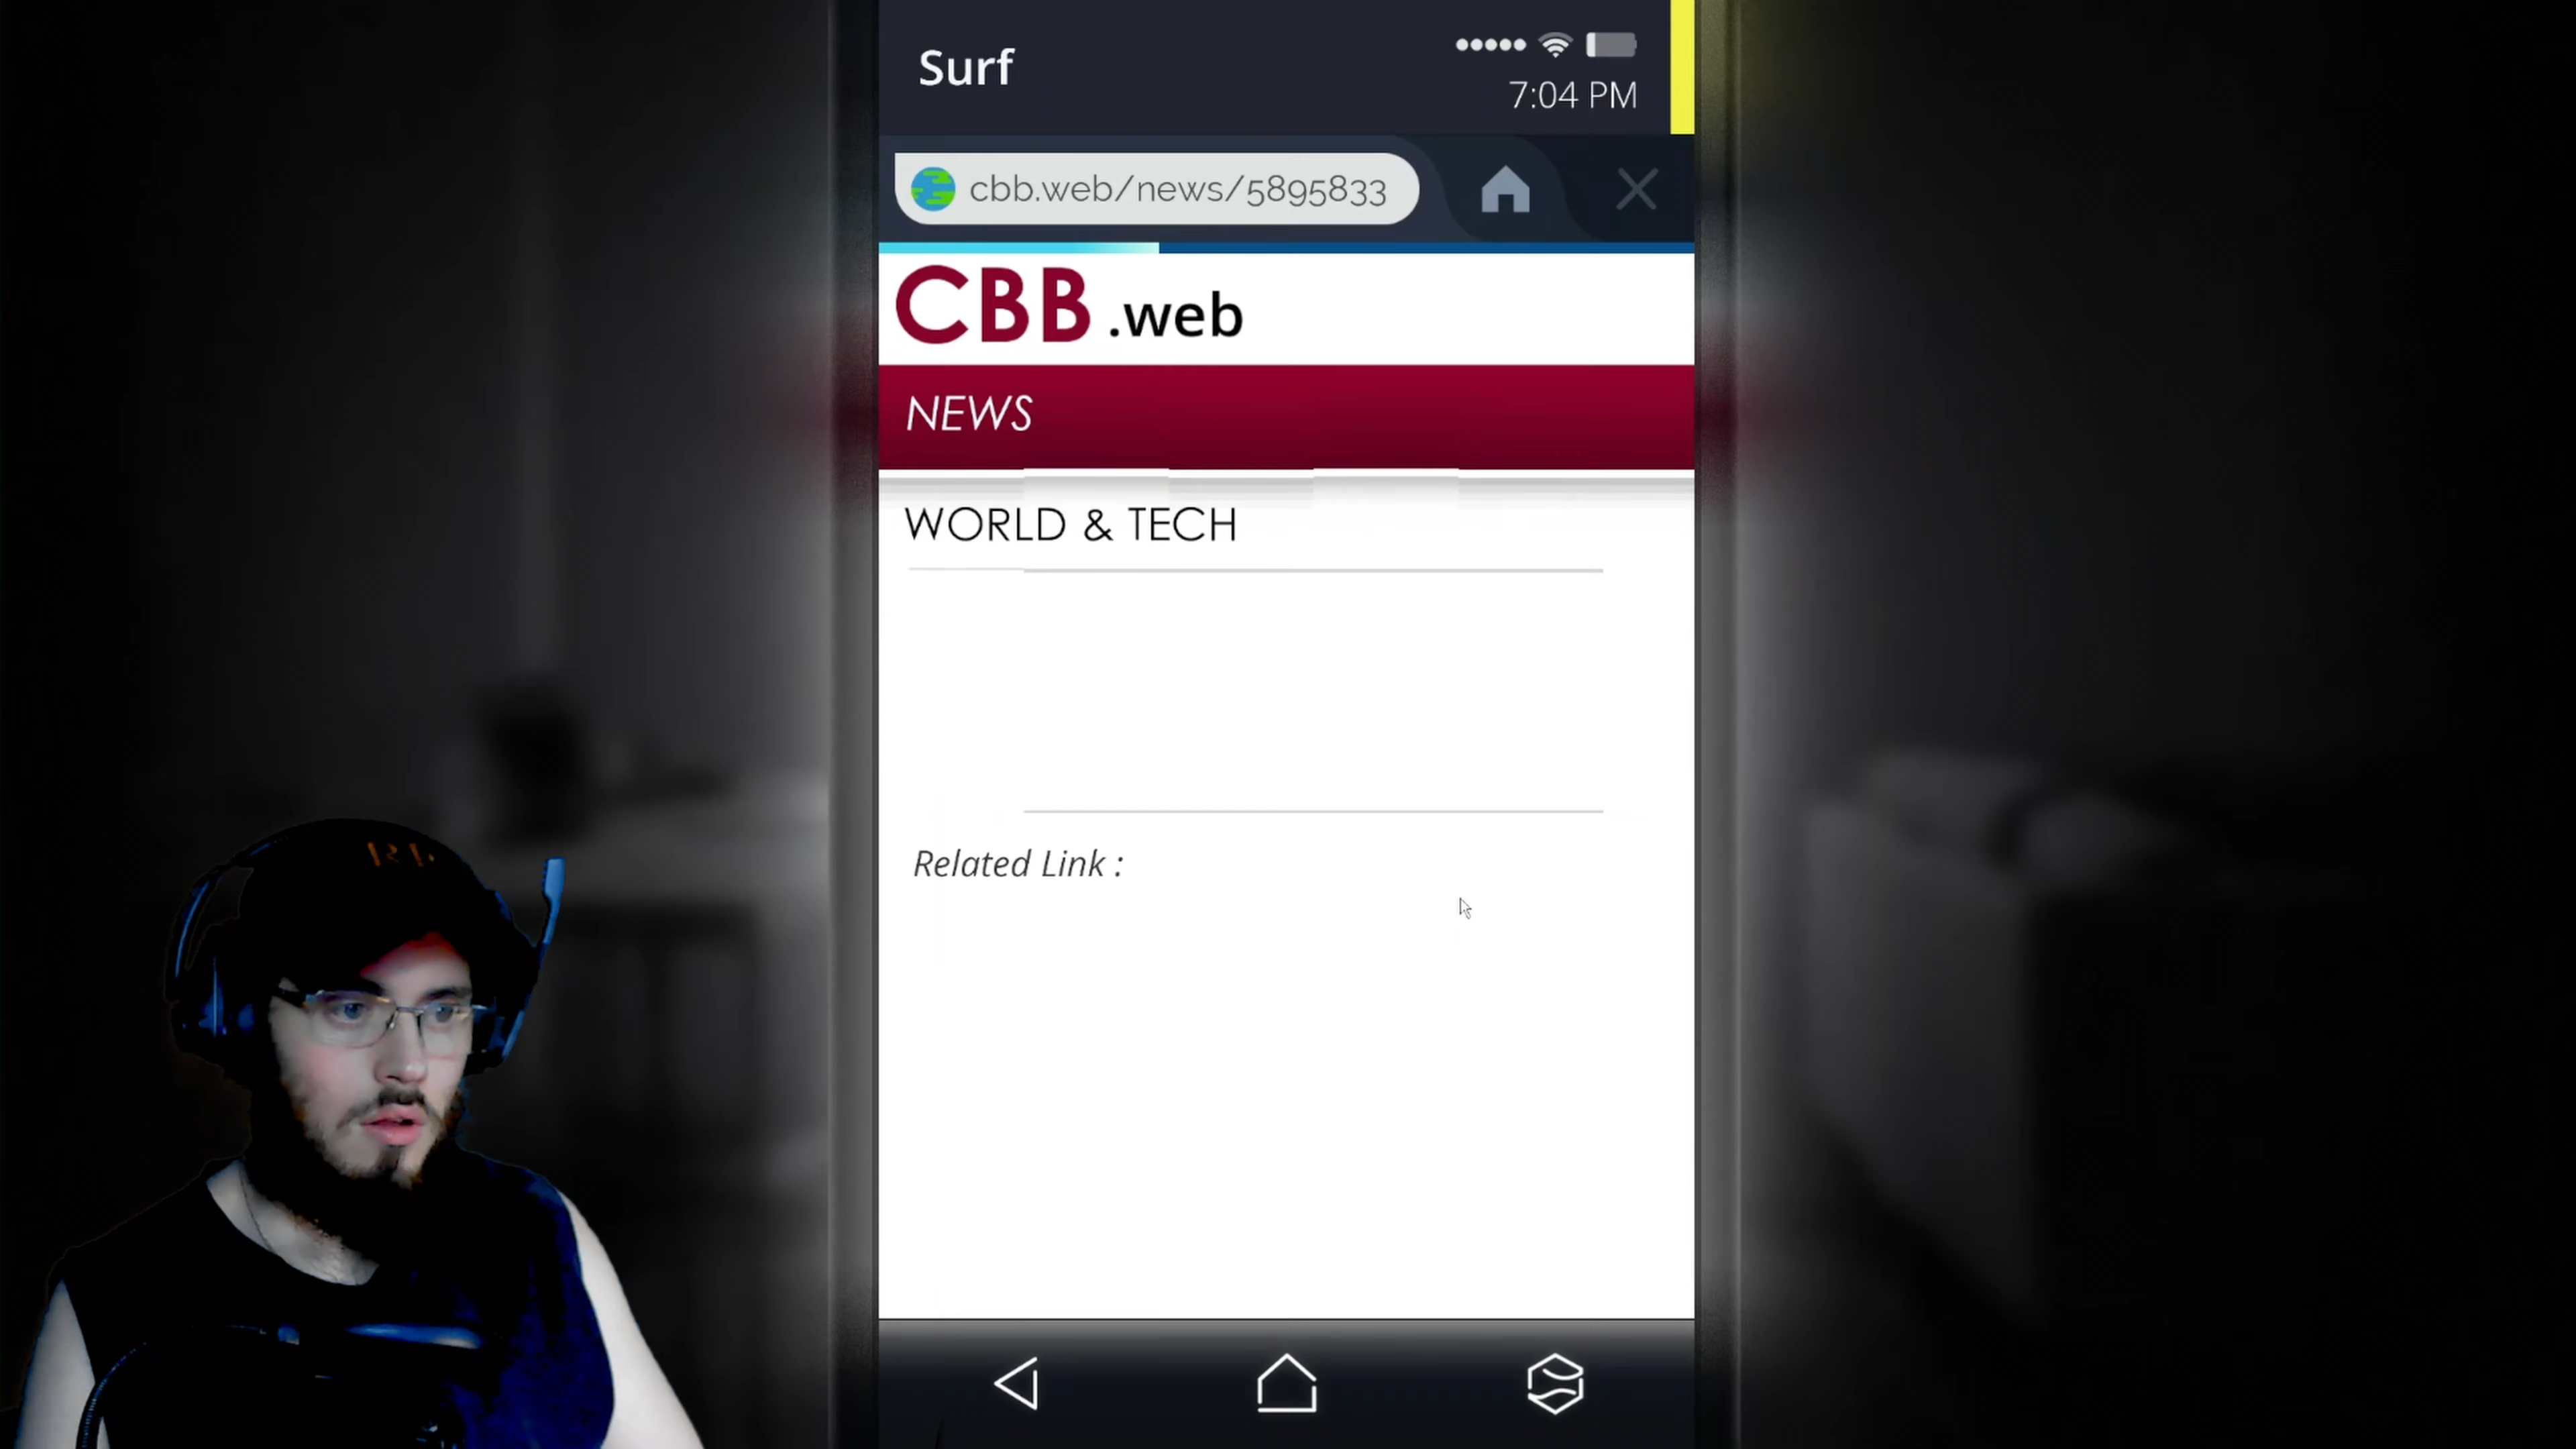 Surf
7:04 PM
cbb.web/news/5895833
CBB .web
NEWS
WORLD & TECH
Related Link :